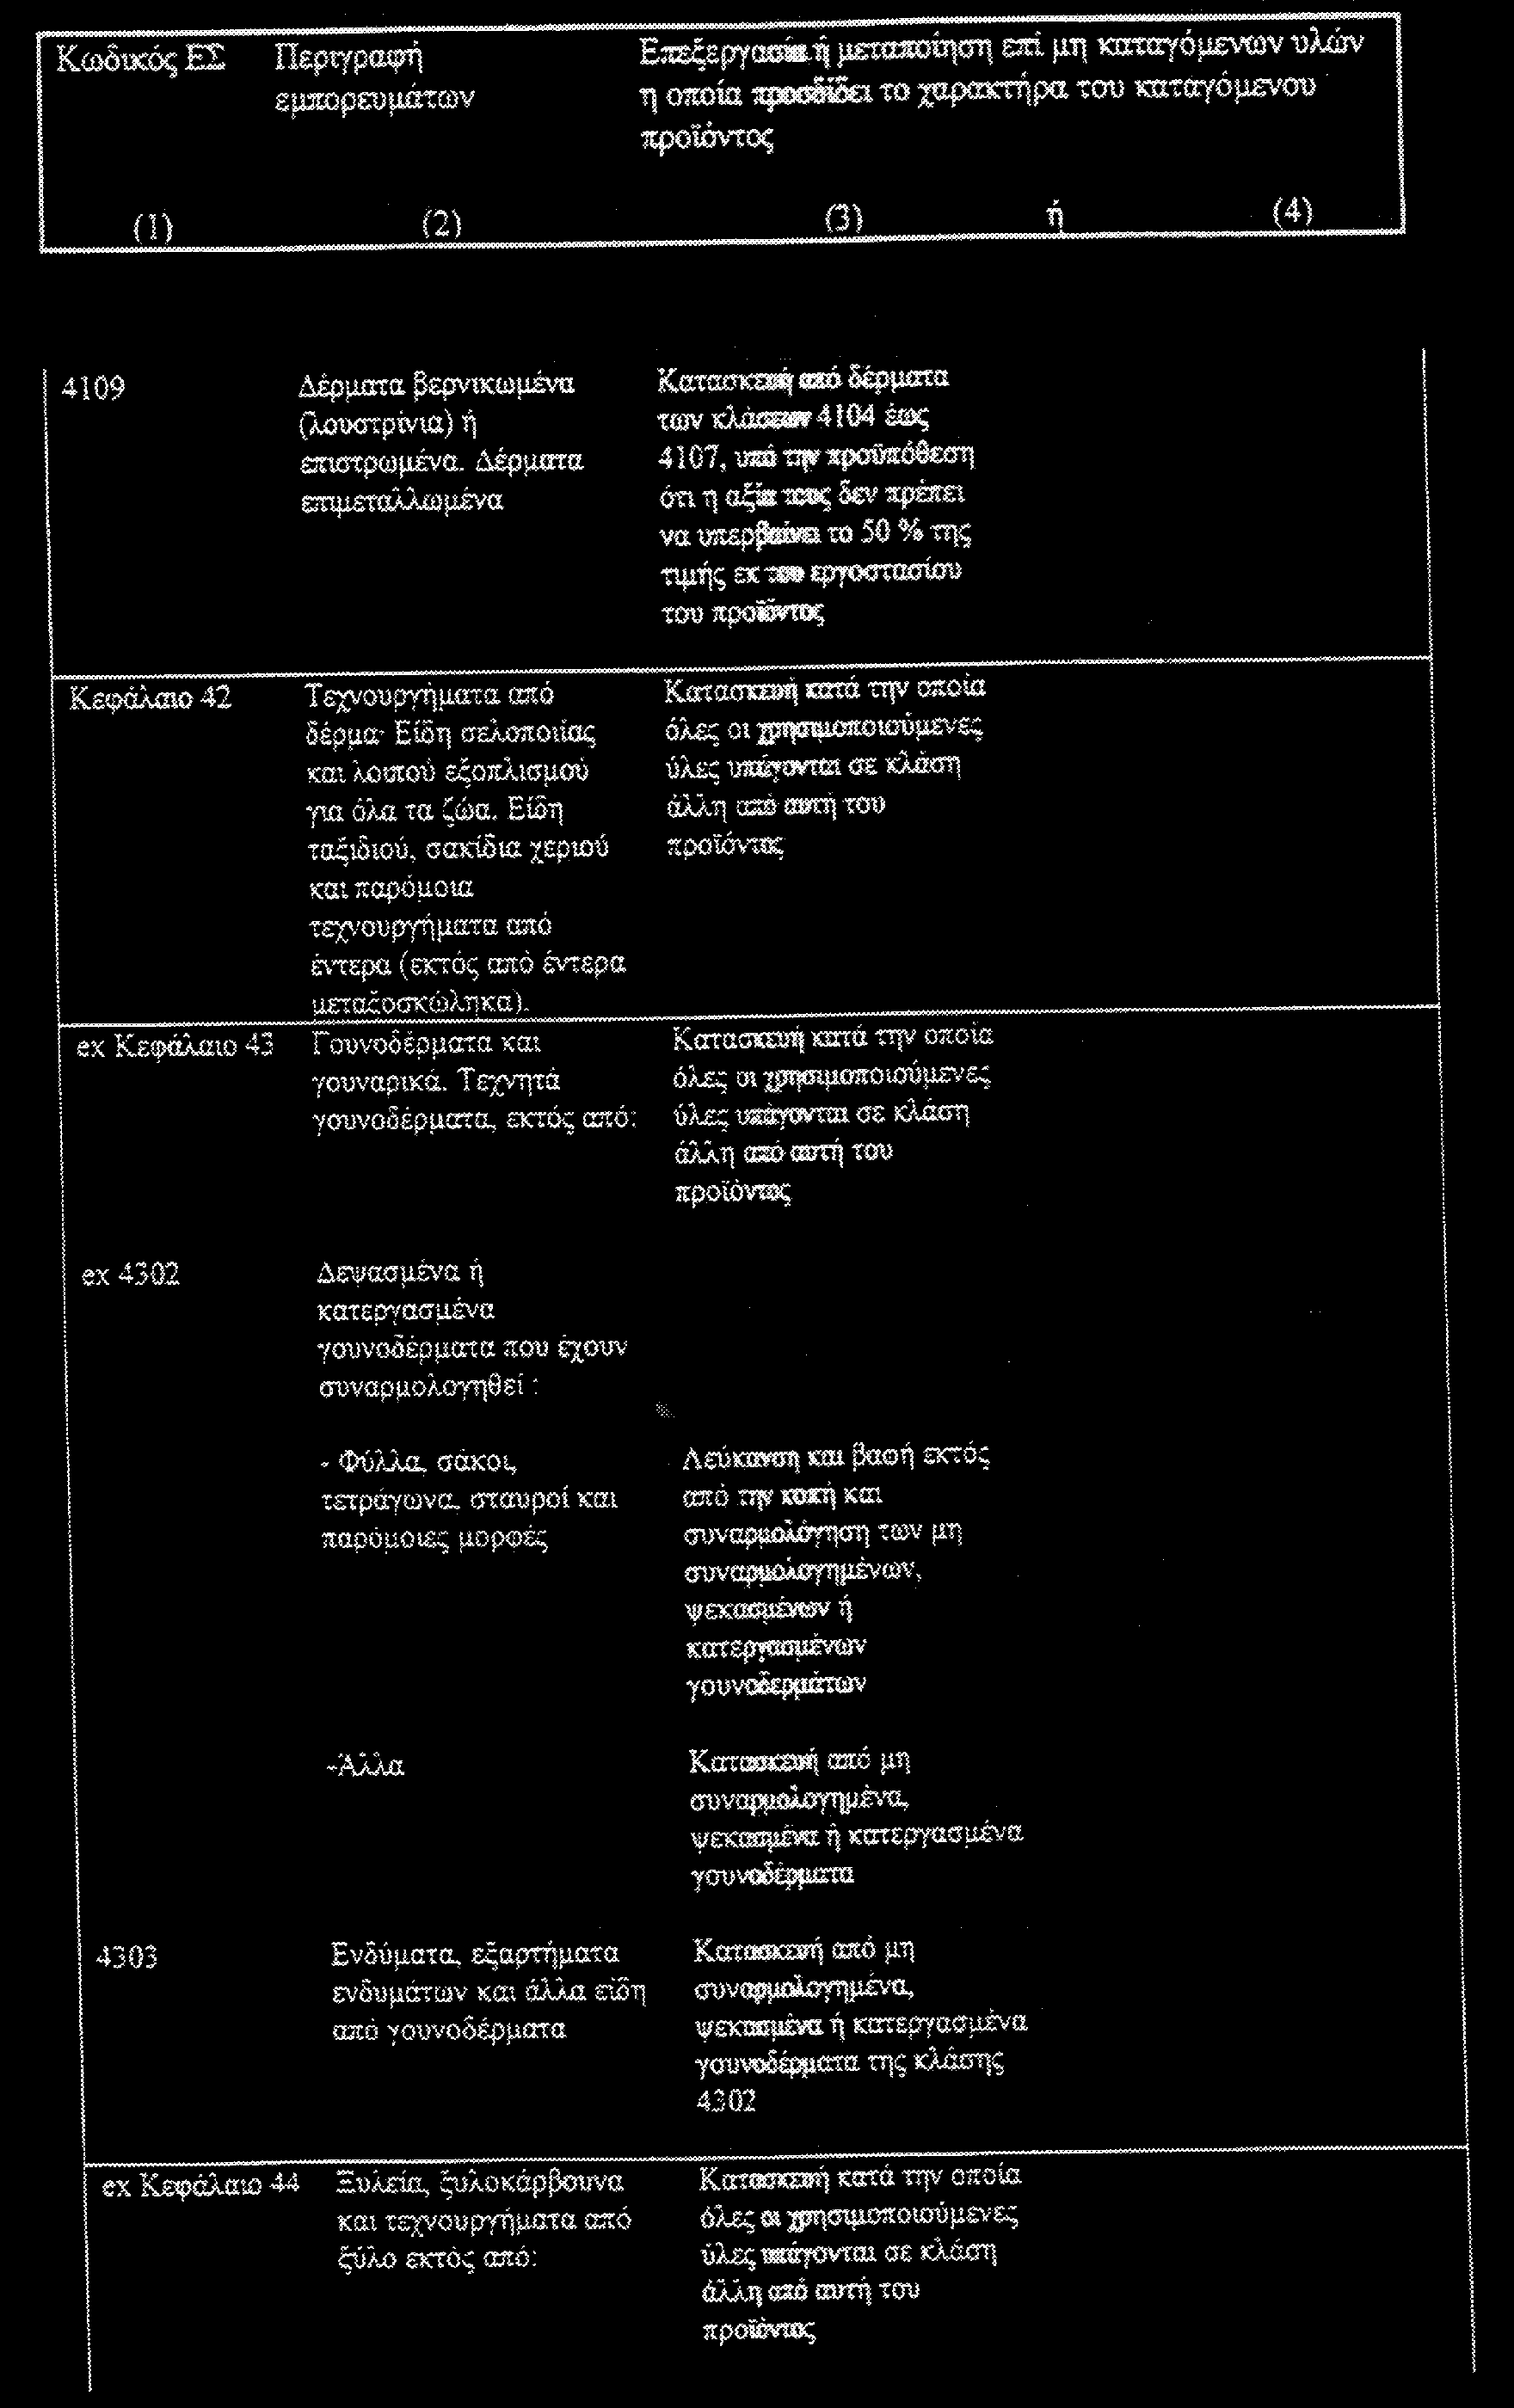 Κωδικός ΕΣ
Περιγραφή
εμπορευμάτων
Επεξεργασία ή μεταποίηση επί μη καταγόμενων υλών
η οποία προσδίδει το χαρακτήρα του καταγόμενου
προϊόντος
(1) (2) (3) ή (4)
4109
Δέρματα βερνικωμένα
(λουστρίνια) ή
επιστρωμένα. Δέρματα
επιμεταλλωμένα
Κατασκευή από δέρματα
των κλάσεων 4104 έως
4107, υπό την προϋπόθεση
ότι η αξία τους δεν πρέπει
να υπερβαίνει το 50 % της
τιμής εκ του εργοστασίου
του προϊόντος
Κεφάλαιο 42
Τεχνουργήματα από
δέρμα· Είδη σελοποιίας
και λοιπού εξοπλισμού
για όλα τα ζώα. Είδη
ταξιδιού, σακίδια χεριού
και παρόμοια
τεχνουργήματα από
έντερα (εκτός από έντερα
μεταξοσκώληκα).
Κατασκευή κατά την οποία
όλες οι χρησιμοποιούμενες
ύλες υπάγονται σε κλάση
άλλη από αυτή του
προϊόντος
ex Κεφάλαιο 43
Γουνοδέρματα και
γουναρικά. Τεχνητά
γουνοδέρματα, εκτός από:
Κατασκευή κατά την οποία
όλες οι χρησιμοποιούμενες
ύλες υπάγονται σε κλάση
άλλη από αυτή του
προϊόντος
ex 4302
Δεψασμένα ή
κατεργασμένα
γουνοδέρματα που έχουν
συναρμολογηθεί :
- Φύλλα, σάκοι,
τετράγωνα, σταυροί και
παρόμοιες μορφές
Λεύκανση και βαφή εκτός
από την κοπή και
συναρμολόγηση των μη
συναρμολογημένων,
ψεκασμένων ή
κατεργασμένων
γουνοδερμάτων
-Άλλα
Κατασκευή από μη
συναρμολογημένα,
ψεκασμένα ή κατεργασμένα
γουνοδέρματα
4303
Ενδύματα, εξαρτήματα
ενδυμάτων και άλλα είδη
από γουνοδέρματα
Κατασκευή από μη
συναρμολογημένα,
ψεκασμένα ή κατεργασμένα
γουνοδέρματα της κλάσης
4302
ex Κεφάλαιο 44
Ξυλεία, ξυλοκάρβουνα
και τεχνουργήματα από
ξύλο εκτός από:
Κατασκευή κατά την οποία
όλες οι χρησιμοποιούμενες
ύλες υπάγονται σε κλάση
άλλη από αυτή του
προϊόντος